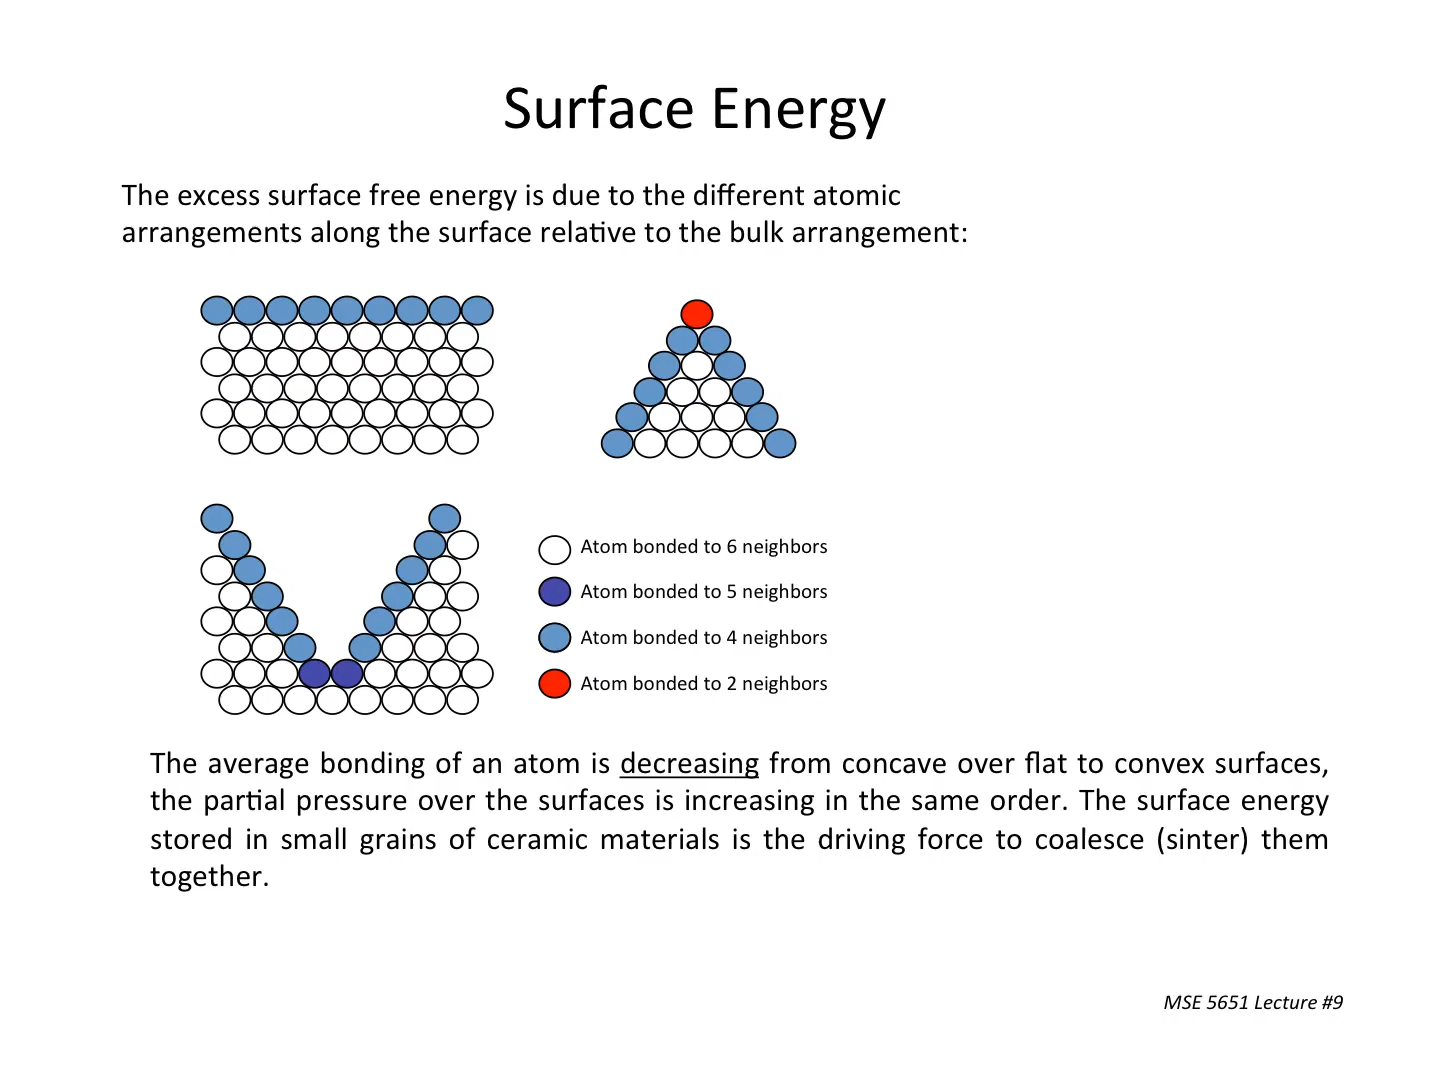 Surface Energy
The excess surface free energy is due to the different atomic
arrangements along the surface relative to the bulk arrangement:
Atom bonded to 6 neighbors
Atom bonded to 5 neighbors
Atom bonded to 4 neighbors
Atom bonded to 2 neighbors
The average bonding of an atom is decreasing from concave over flat to convex surfaces,
the partial pressure over the surfaces is increasing in the same order. The surface energy
stored in small grains of ceramic materials is the driving force to coalesce (sinter) them
together.
MSE 5651 Lecture #9